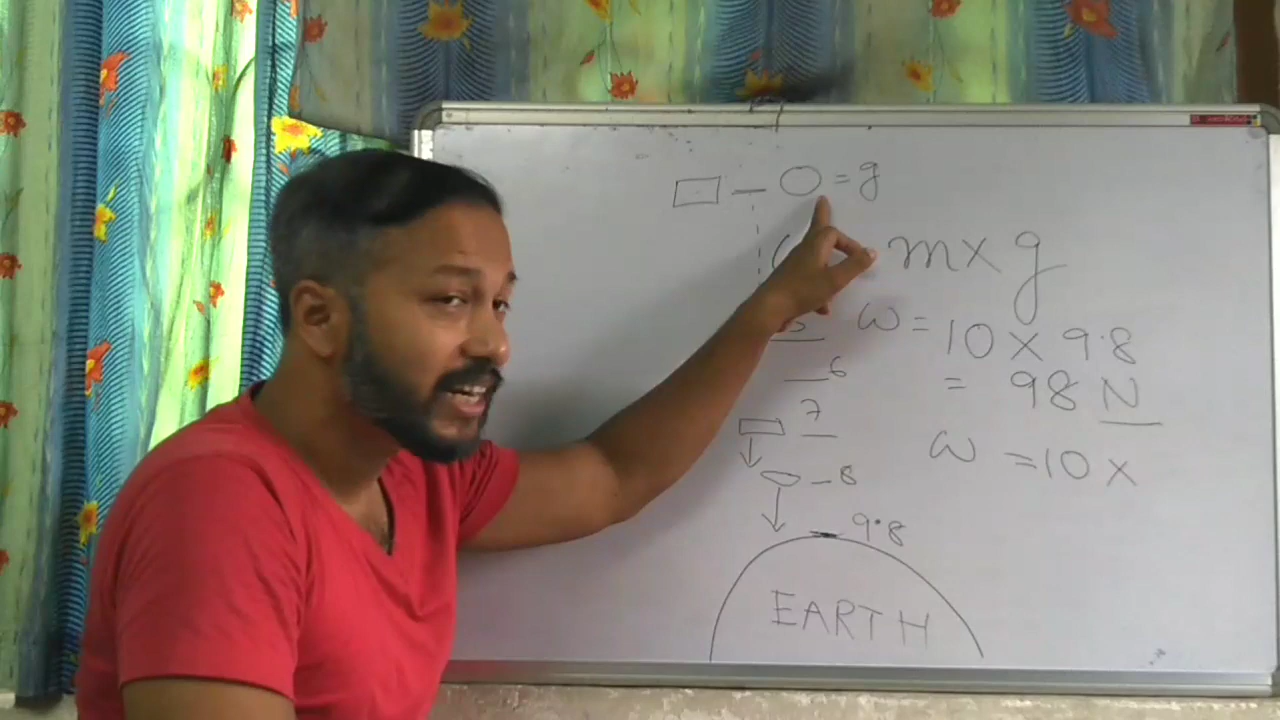 = g
m x g
6
7
8
9.8
w = 10 x 9.8
= 98 N
w = 10 x
EARTH